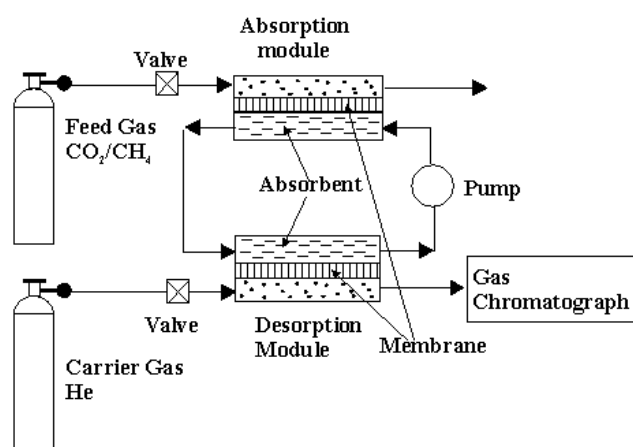 Absorption
module
Valve
Feed Gas
CO₂/CH₄
Absorbent
Pump
Gas
Chromatograph
Valve
Desorption
Module
Membrane
Carrier Gas
He